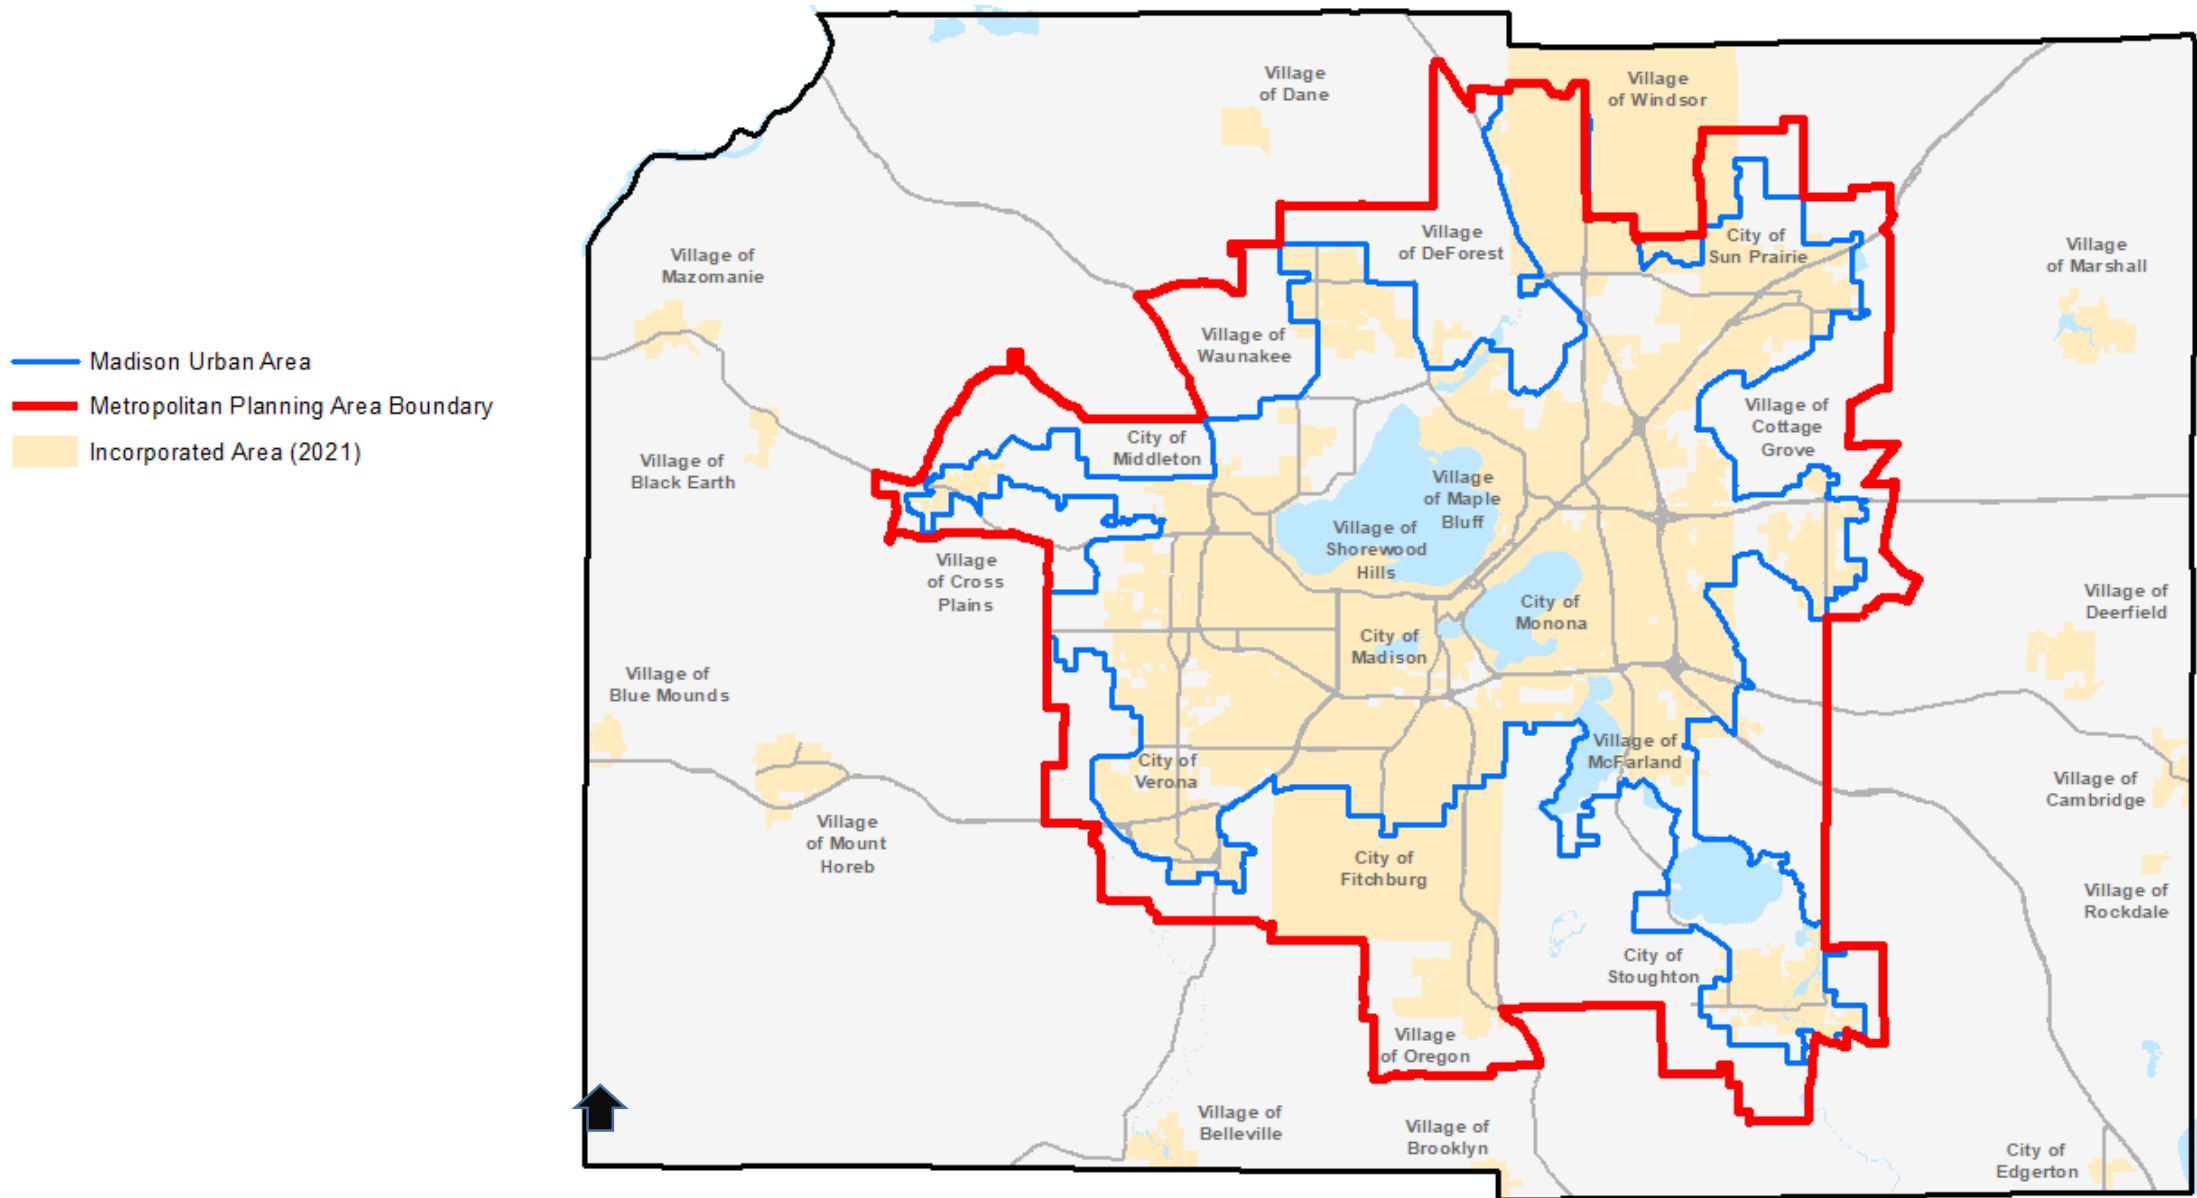 Madison Urban Area
Metropolitan Planning Area Boundary
Incorporated Area (2021)
Village
of Dane
Village
of Windsor
Village
of DeForest
City of
Sun Prairie
Village
of Marshall
Village of
Mazomanie
Village of
Waunakee
Village of
Cottage
Grove
City of
Middleton
Village of
Black Earth
Village
of Maple
Bluff
Village of
Shorewood
Hills
Village
of Cross
Plains
City of
Monona
Village of
Deerfield
City of
Madison
Village of
Blue Mounds
Village of
McFarland
City of
Verona
Village of
Cambridge
Village
of Mount
Horeb
City of
Fitchburg
Village of
Rockdale
City of
Stoughton
Village
of Oregon
Village of
Belleville
Village of
Brooklyn
City of
Edgerton